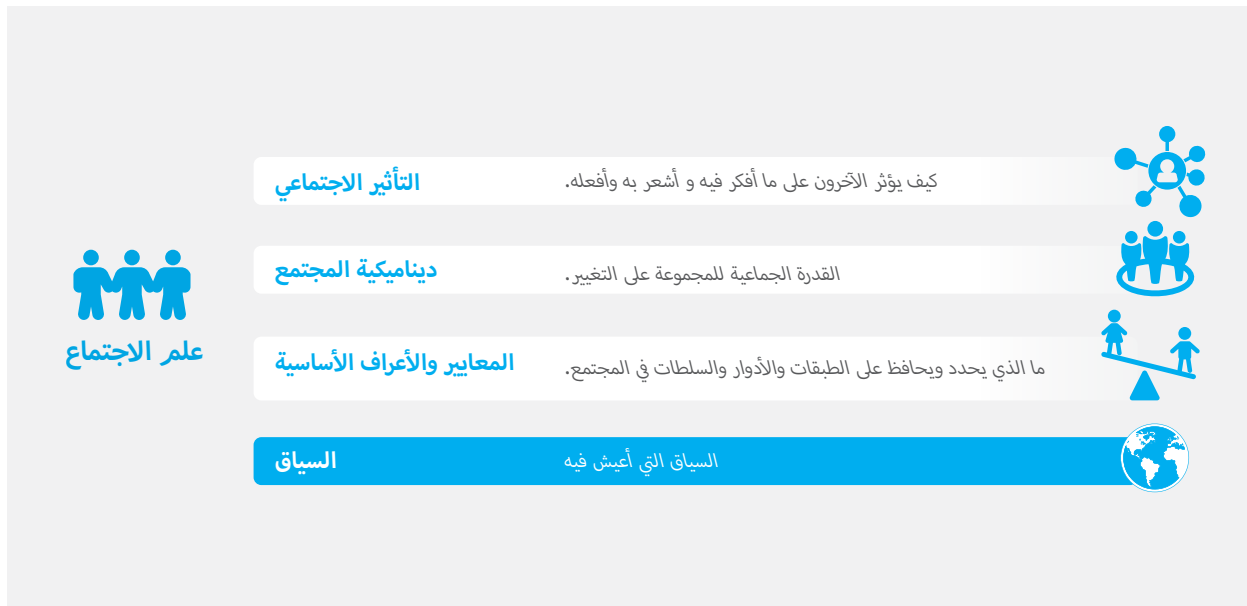 التأثير الاجتماعي
كيف يؤثر الآخرون على ما أفكر فيه و أشعر به وأفعله.
ديناميكية المجتمع
القدرة الجماعية للمجموعة على التغيير.
علم الاجتماع
المعايير والأعراف الأساسية
ما الذي يحدد ويحافظ على الطبقات والأدوار والسلطات في المجتمع.
السياق
السياق التي أعيش فيه